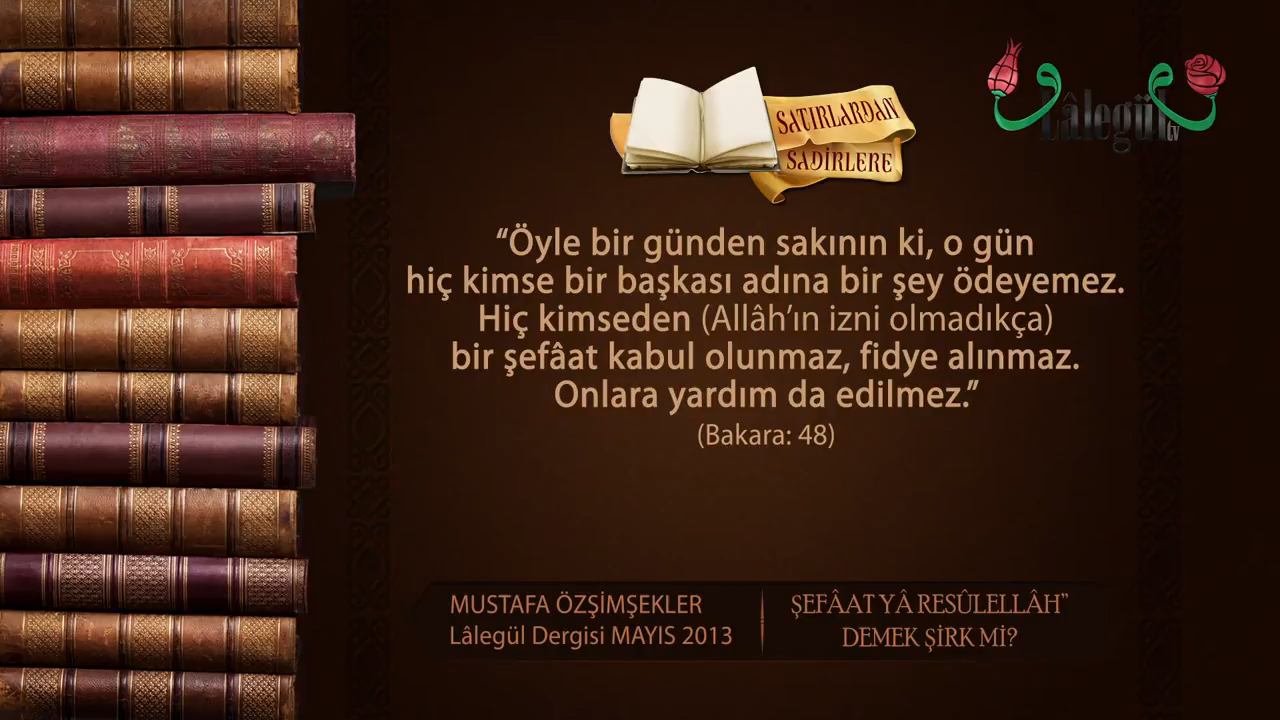 SATIRLARDAN
SADIRLERE
Lâlegül tv
“Öyle bir günden sakının ki, o gün
hiç kimse bir başkası adına bir şey ödeyemez.
Hiç kimseden (Allâh’ın izni olmadıkça)
bir şefâat kabul olunmaz, fidye alınmaz.
Onlara yardım da edilmez.”
(Bakara: 48)
MUSTAFA ÖZŞİMŞEKLER
Lâlegül Dergisi MAYIS 2013
ŞEFÂAT YÂ RESÛLELLÂH”
DEMEK ŞİRK Mİ?